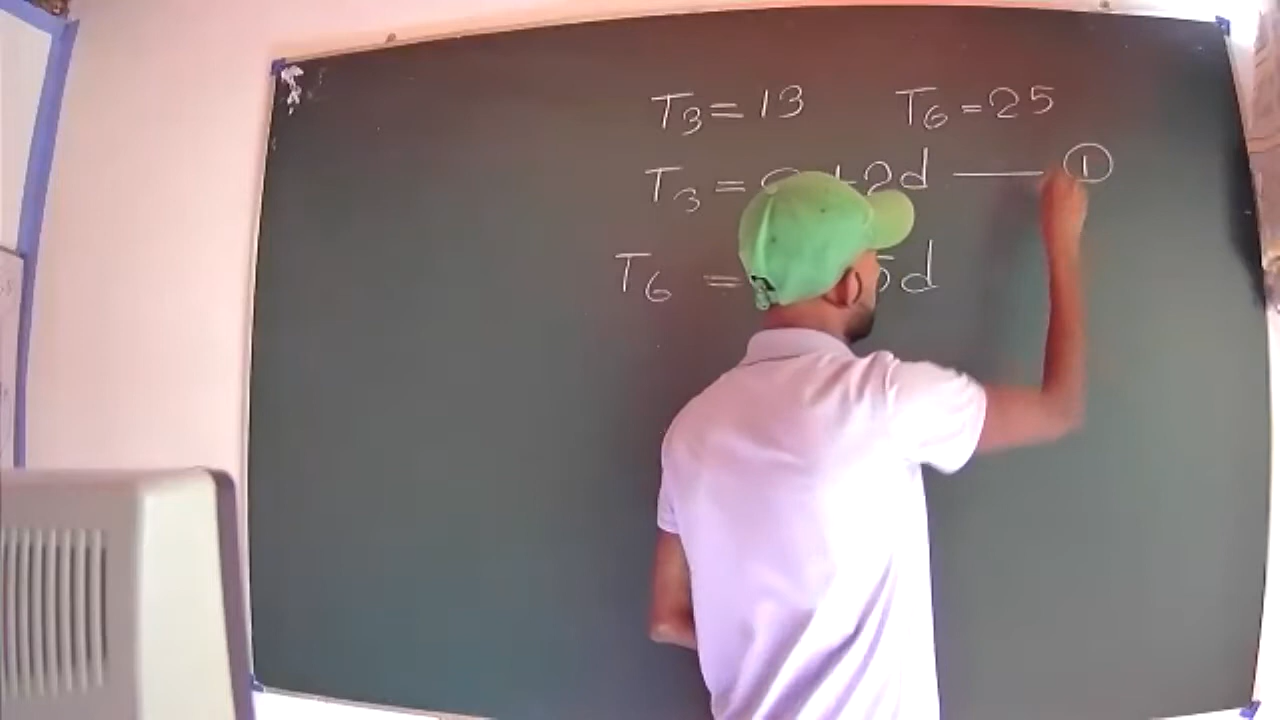 T3 = 13 T6 = 25
T3 = + 2d — ①
T6 = 5d